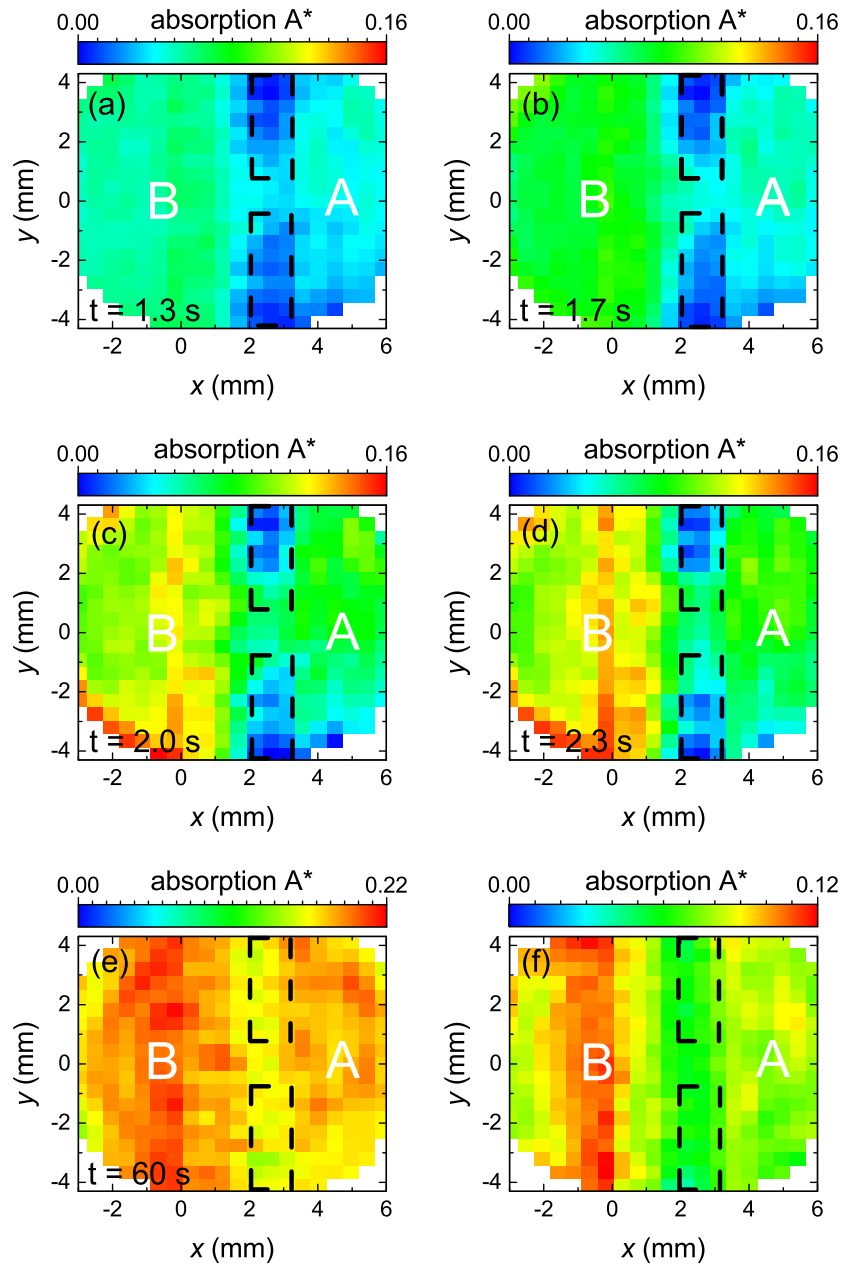 absorption A*
0.00 0.16
(a)
B A
t = 1.3 s
y (mm)
4
2
0
-2
-4
-2 0 2 4 6
x (mm)
absorption A*
0.00 0.16
(b)
B A
t = 1.7 s
y (mm)
4
2
0
-2
-4
-2 0 2 4 6
x (mm)
absorption A*
0.00 0.16
(c)
B A
t = 2.0 s
y (mm)
4
2
0
-2
-4
-2 0 2 4 6
x (mm)
absorption A*
0.00 0.16
(d)
B A
t = 2.3 s
y (mm)
4
2
0
-2
-4
-2 0 2 4 6
x (mm)
absorption A*
0.00 0.22
(e)
B A
t = 60 s
y (mm)
4
2
0
-2
-4
-2 0 2 4 6
x (mm)
absorption A*
0.00 0.12
(f)
B A
y (mm)
4
2
0
-2
-4
-2 0 2 4 6
x (mm)